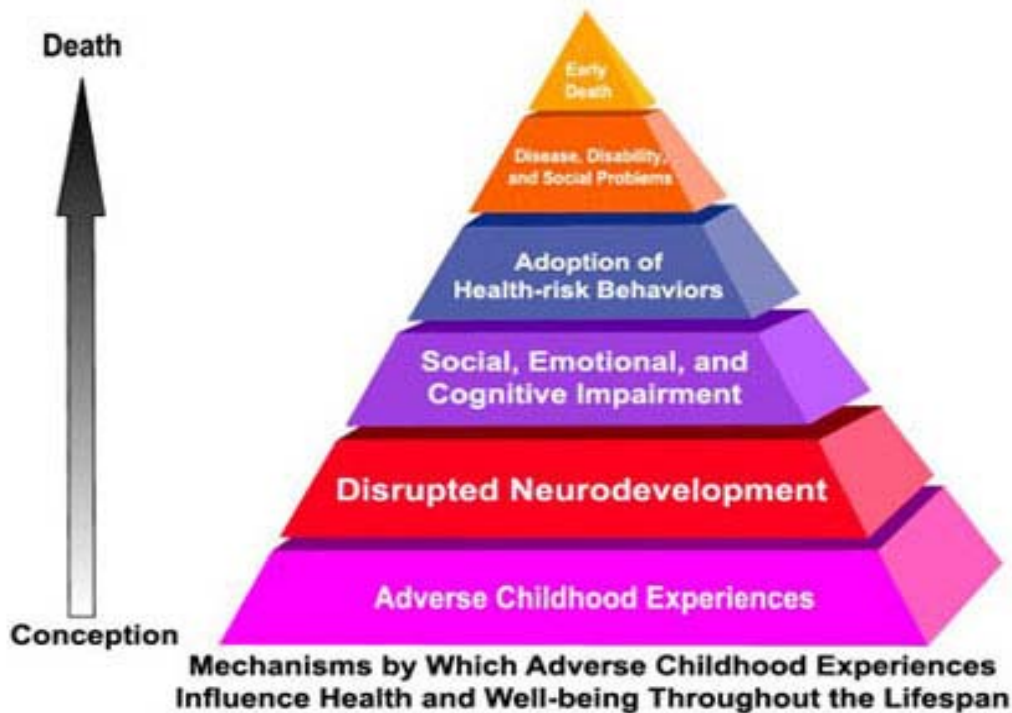 Death
Early
Death
Disease, Disability,
and Social Problems
Adoption of
Health-risk Behaviors
Social, Emotional, and
Cognitive Impairment
Disrupted Neurodevelopment
Adverse Childhood Experiences
Conception
Mechanisms by Which Adverse Childhood Experiences
Influence Health and Well-being Throughout the Lifespan